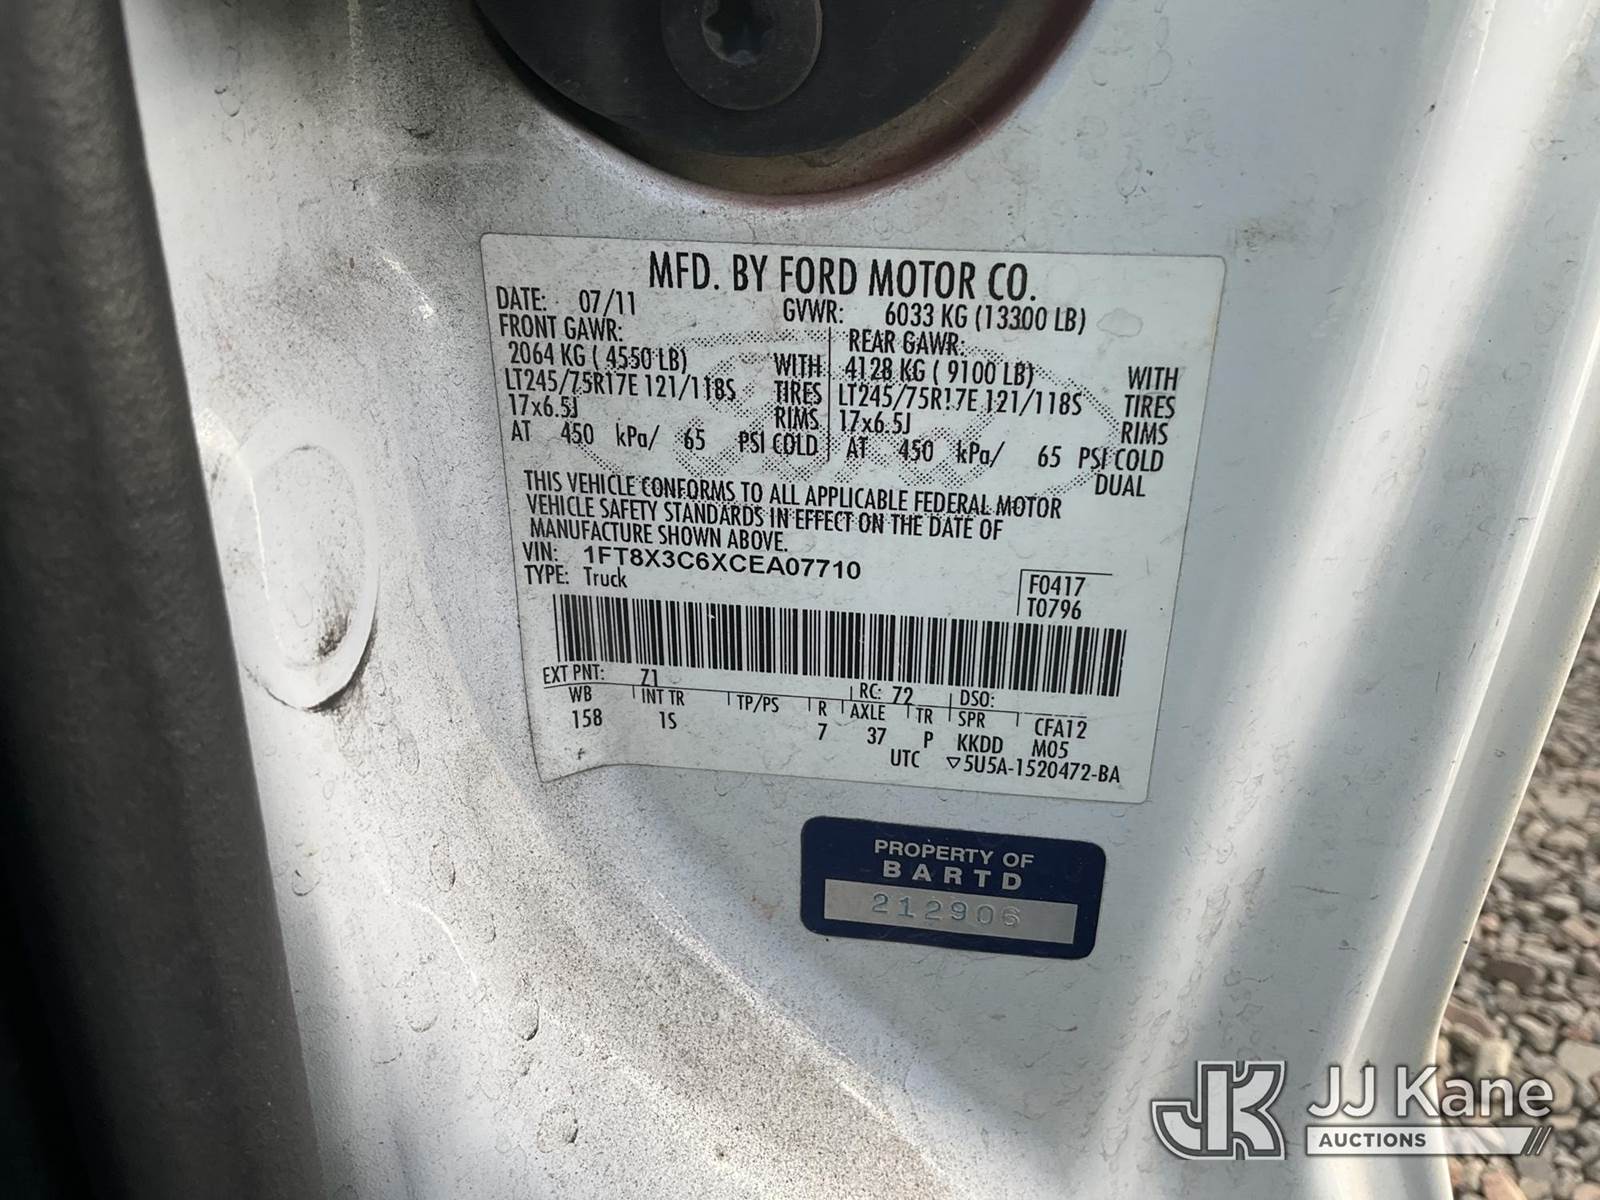 MFD. BY FORD MOTOR CO.
DATE: 07/11 GVWR: 6033 KG (13300 LB)
FRONT GAWR: REAR GAWR:
2064 KG ( 4550 LB) WITH 4128 KG ( 9100 LB) WITH
LT245/75R17E 121/118S TIRES LT245/75R17E 121/118S TIRES
17x6.5J RIMS 17x6.5J RIMS
AT 450 kPa/ 65 PSI COLD AT 450 kPa/ 65 PSI COLD
DUAL
THIS VEHICLE CONFORMS TO ALL APPLICABLE FEDERAL MOTOR
VEHICLE SAFETY STANDARDS IN EFFECT ON THE DATE OF
MANUFACTURE SHOWN ABOVE.
VIN: 1FT8X3C6XCEA07710
TYPE: Truck
F0417
T0796
EXT PNT: Z1 RC: 72 DSO:
WB INT TR TP/PS R AXLE TR SPR CFA12
158 1S 7 37 P KKDD M05
UTC ▽5U5A-1520472-BA
PROPERTY OF
BARTD
212906
JK JJ Kane
AUCTIONS